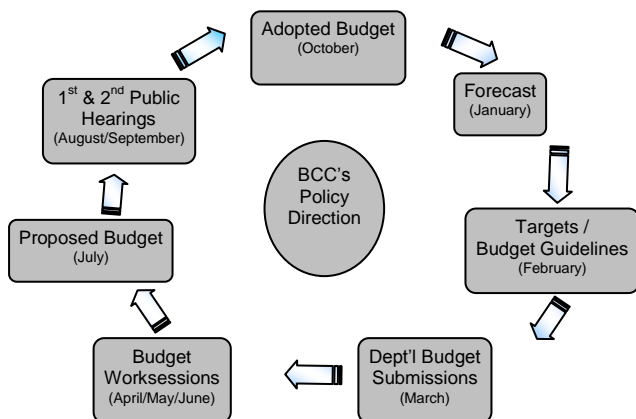 Adopted Budget
(October)
Forecast
(January)
Targets /
Budget Guidelines
(February)
Dept'l Budget
Submissions
(March)
Budget
Worksessions
(April/May/June)
Proposed Budget
(July)
1st & 2nd Public
Hearings
(August/September)
BCC's
Policy
Direction